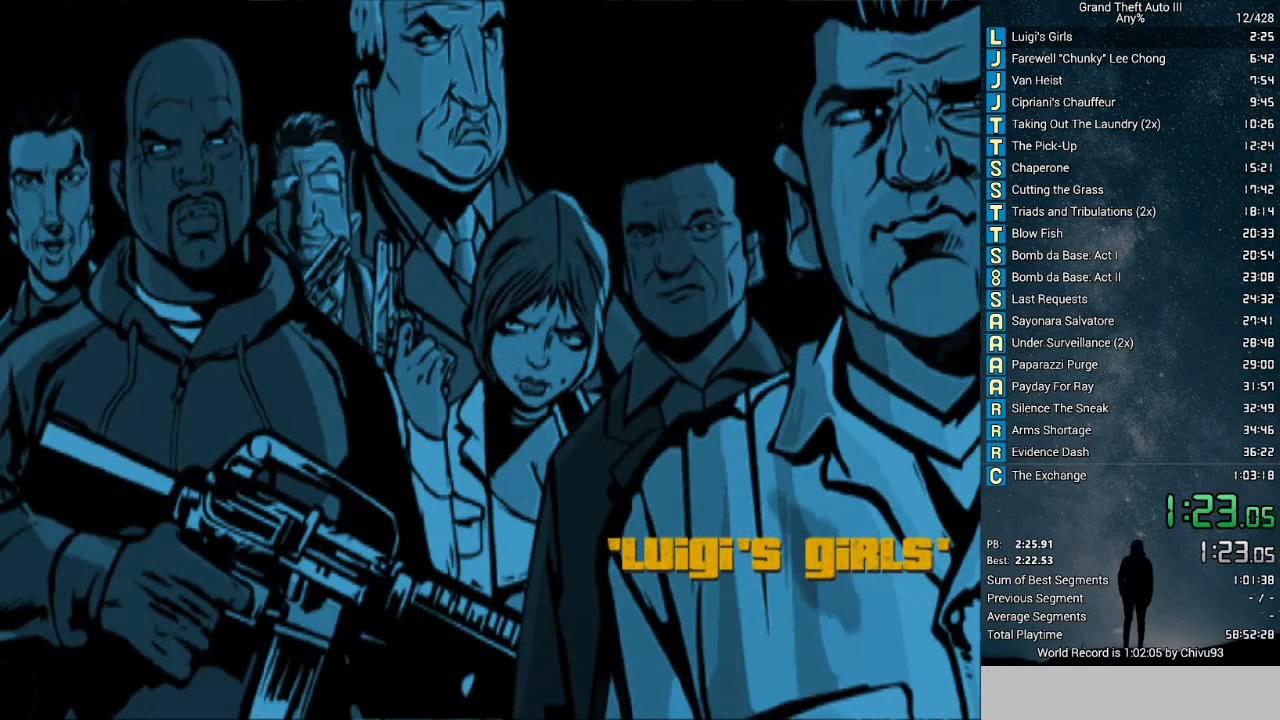 'LUigi'S giRLS'
Grand Theft Auto III
Any% 12/428
L Luigi's Girls 2:25
J Farewell "Chunky" Lee Chong 6:42
J Van Heist 7:54
J Cipriani's Chauffeur 9:45
T Taking Out The Laundry (2x) 10:26
T The Pick-Up 12:24
S Chaperone 15:21
S Cutting the Grass 17:42
T Triads and Tribulations (2x) 18:14
T Blow Fish 20:33
S Bomb da Base: Act I 20:54
8 Bomb da Base: Act II 23:08
S Last Requests 24:32
A Sayonara Salvatore 27:41
A Under Surveillance (2x) 28:48
A Paparazzi Purge 29:00
A Payday For Ray 31:57
R Silence The Sneak 32:49
R Arms Shortage 34:46
R Evidence Dash 36:22
C The Exchange 1:03:18
1:23.05
PB: 2:25.91
Best: 2:22.53
1:23.05
Sum of Best Segments 1:01:38
Previous Segment - / -
Average Segments -
Total Playtime 58:52:28
World Record is 1:02:05 by Chivu93